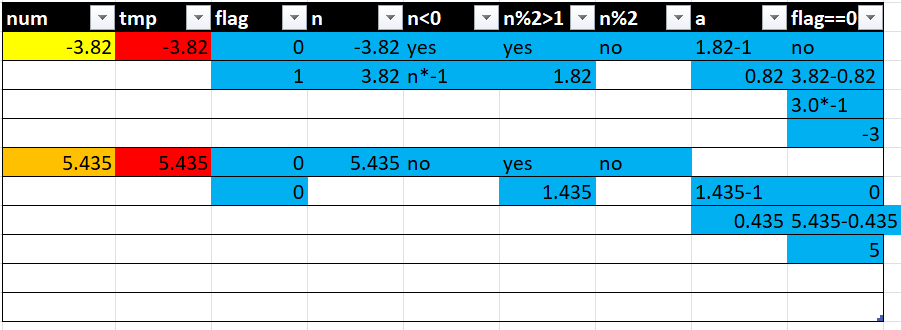 num tmp flag n n<0 n%2>1 n%2 a flag==0
-3.82 -3.82 0 -3.82 yes yes no 1.82-1 no
1 3.82 n*-1 1.82 0.82 3.82-0.82
3.0*-1
-3
5.435 5.435 0 5.435 no yes no
0 1.435 1.435-1 0
0.435 5.435-0.435
5